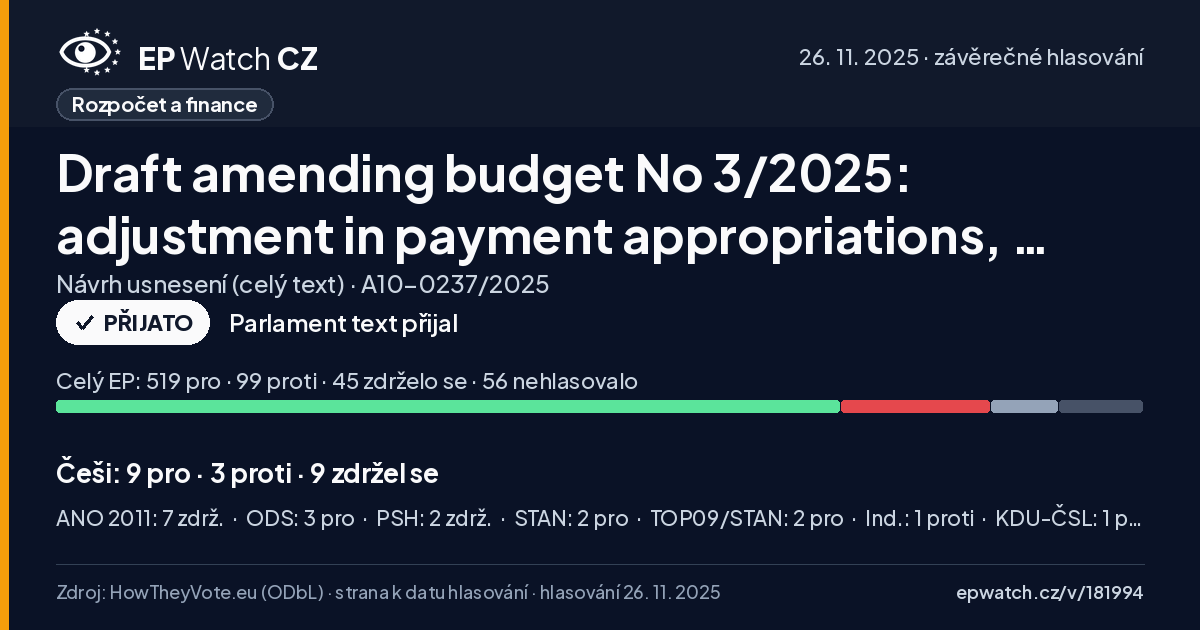 EP Watch CZ
26. 11. 2025 · závěrečné hlasování
Rozpočet a finance
Draft amending budget No 3/2025:
adjustment in payment appropriations, …
Návrh usnesení (celý text) · A10–0237/2025
✓ PŘIJATO
Parlament text přijal
Celý EP: 519 pro · 99 proti · 45 zdrželo se · 56 nehlasovalo
Češi: 9 pro · 3 proti · 9 zdržel se
ANO 2011: 7 zdrž. · ODS: 3 pro · PSH: 2 zdrž. · STAN: 2 pro · TOP09/STAN: 2 pro · Ind.: 1 proti · KDU-ČSL: 1 p…
Zdroj: HowTheyVote.eu (ODbL) · strana k datu hlasování · hlasování 26. 11. 2025
epwatch.cz/v/181994